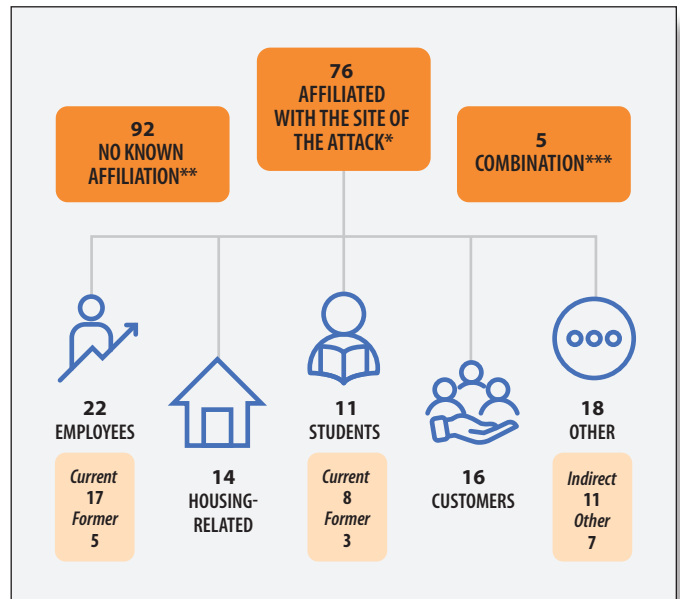 76
AFFILIATED
WITH THE SITE OF
THE ATTACK*
92
NO KNOWN
AFFILIATION**
5
COMBINATION***
22
EMPLOYEES
Current
17
Former
5
14
HOUSING-
RELATED
11
STUDENTS
Current
8
Former
3
16
CUSTOMERS
18
OTHER
Indirect
11
Other
7